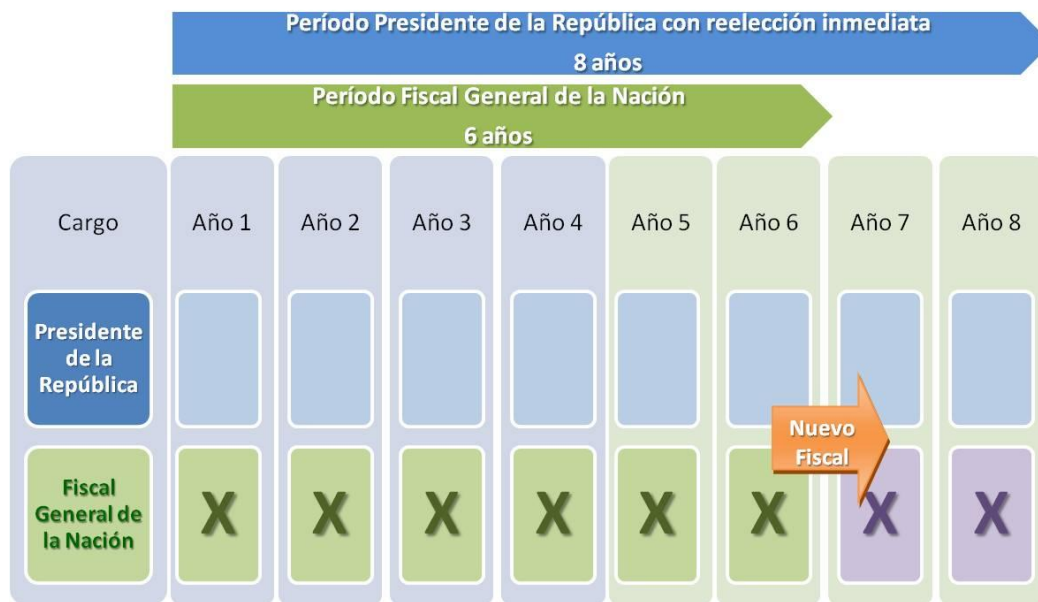 Período Presidente de la República con reelección inmediata
8 años
Período Fiscal General de la Nación
6 años
Cargo
Año 1
Año 2
Año 3
Año 4
Año 5
Año 6
Año 7
Año 8
Presidente
de la
República
Nuevo
Fiscal
Fiscal
General de
la Nación
X
X
X
X
X
X
X
X